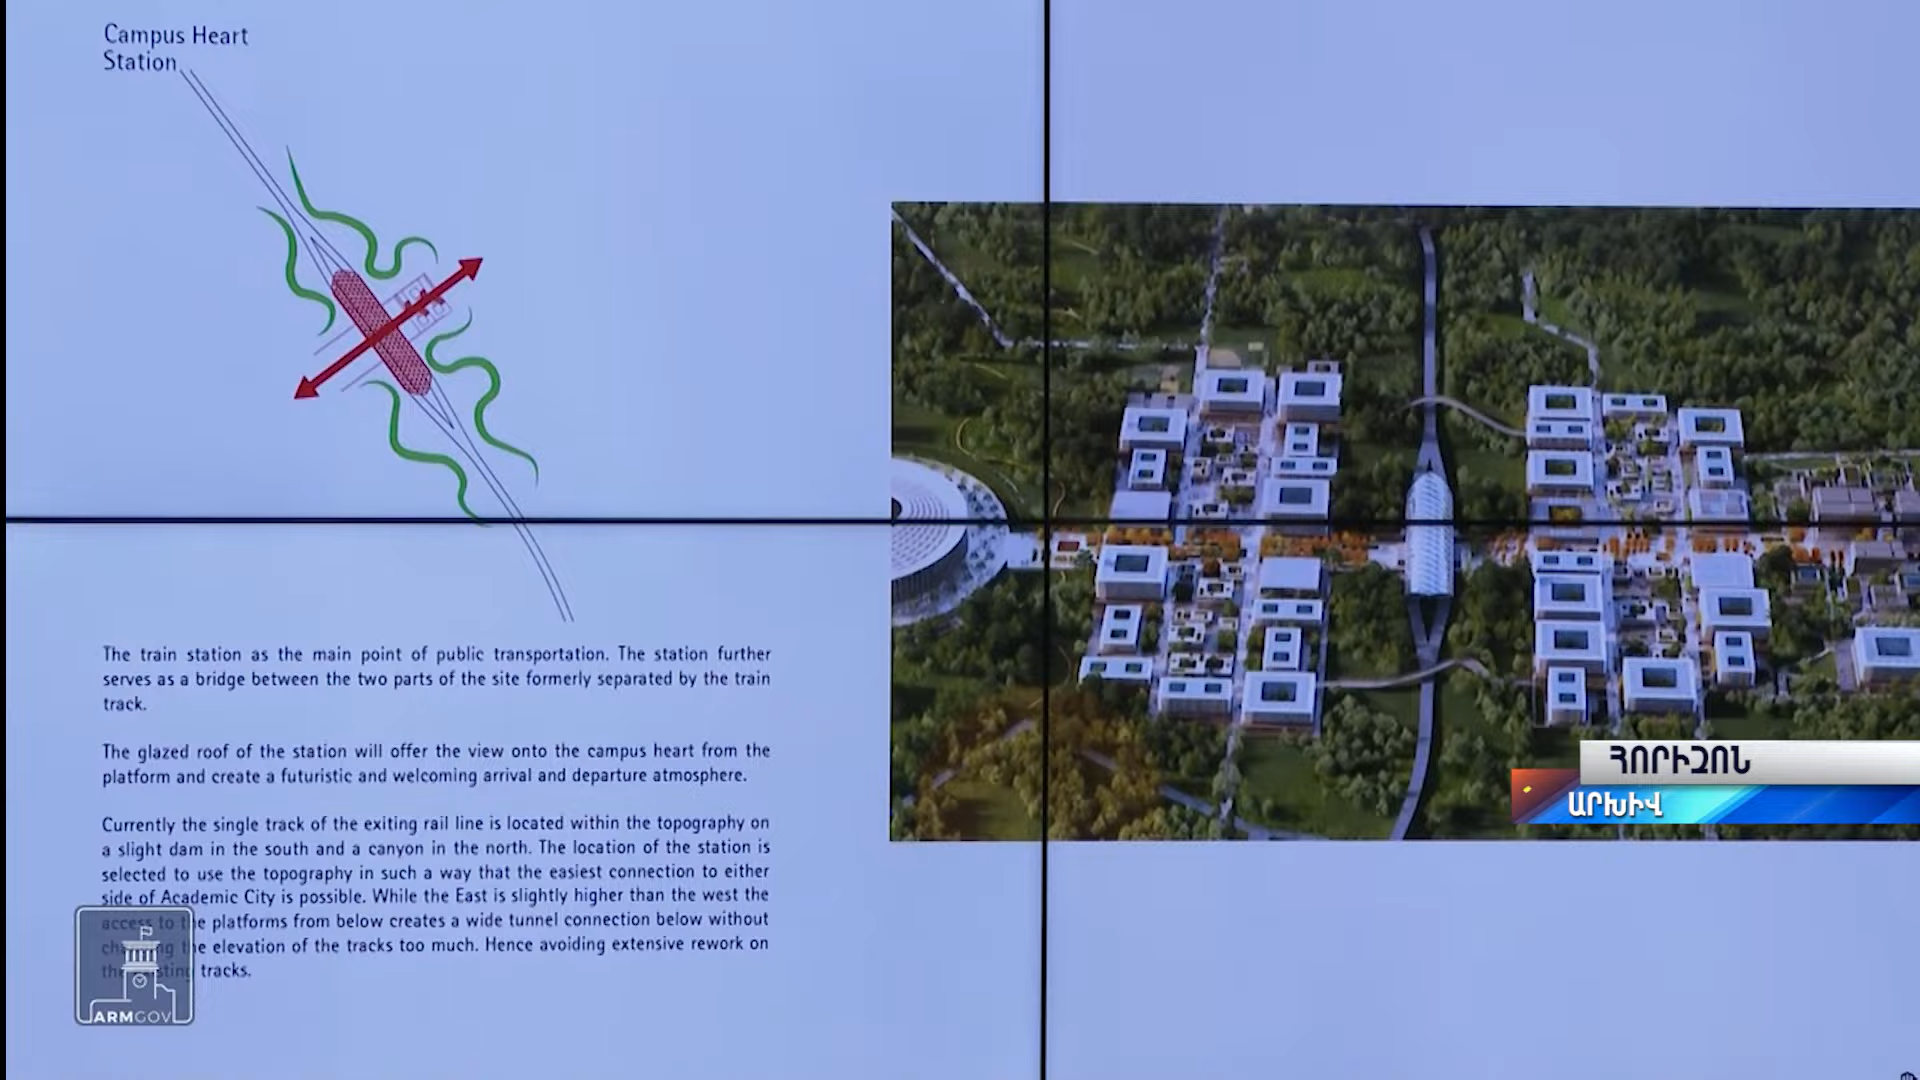 Campus Heart
Station
The train station as the main point of public transportation. The station further
serves as a bridge between the two parts of the site formerly separated by the train
track.
The glazed roof of the station will offer the view onto the campus heart from the
platform and create a futuristic and welcoming arrival and departure atmosphere.
Currently the single track of the exiting rail line is located within the topography on
a slight dam in the south and a canyon in the north. The location of the station is
selected to use the topography in such a way that the easiest connection to either
side of Academic City is possible. While the East is slightly higher than the west the
access to the platforms from below creates a wide tunnel connection below without
the elevation of the tracks too much. Hence avoiding extensive rework on
tracks.
ՀՈՐԻԶՈՆ
ԱՐԽԻՎ
ARMGOV